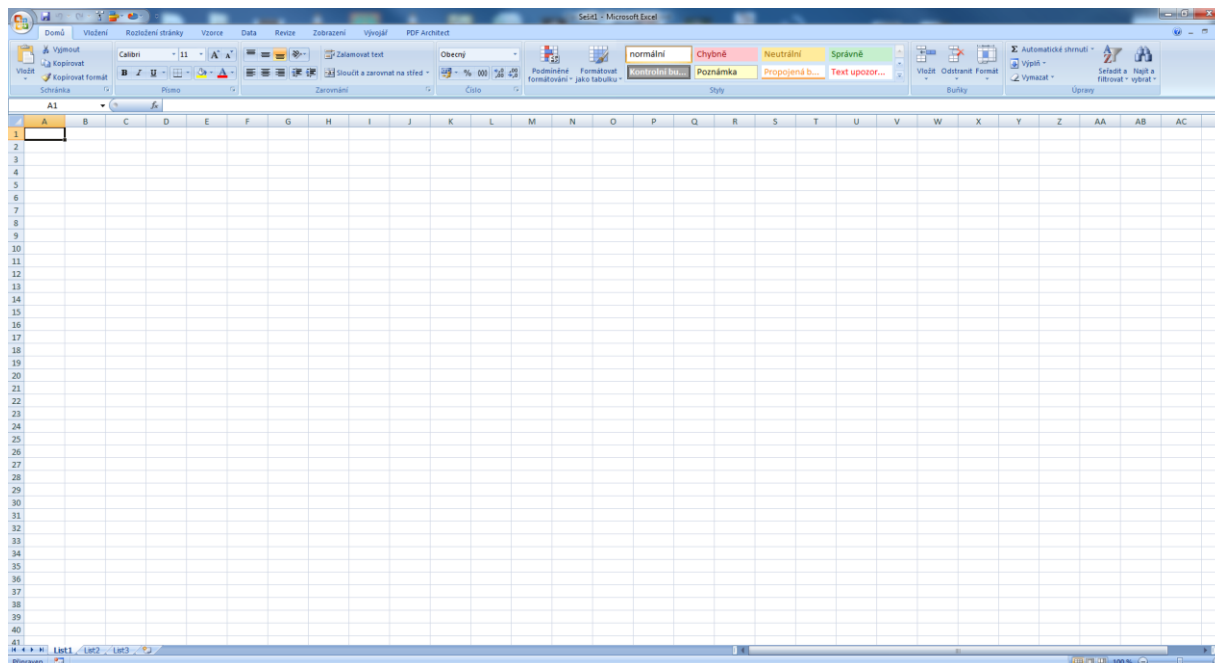 Sešit1 - Microsoft Excel
Domů Vložení Rozložení stránky Vzorce Data Revize Zobrazení Vývojář PDF Architect
Vložit
Vyjmout
Kopírovat
Kopírovat formát
Schránka
Calibri 11
B I U
Písmo
Zalamovat text
Sloučit a zarovnat na střed
Zarovnání
Obecný
% 000
Číslo
Podmíněné formátování
Formátovat jako tabulku
normální Chybně Neutrální Správně
Kontrolní bu... Poznámka Propojená b... Text upozor...
Styly
Vložit Odstranit Formát
Buňky
Σ Automatické shrnutí
Výplň
Vymazat
Seřadit a filtrovat
Najít a vybrat
Úpravy
A1 fx
A B C D E F G H I J K L M N O P Q R S T U V W X Y Z AA AB AC
1
2
3
4
5
6
7
8
9
10
11
12
13
14
15
16
17
18
19
20
21
22
23
24
25
26
27
28
29
30
31
32
33
34
35
36
37
38
39
40
41
List1 List2 List3
Připraven 100 %